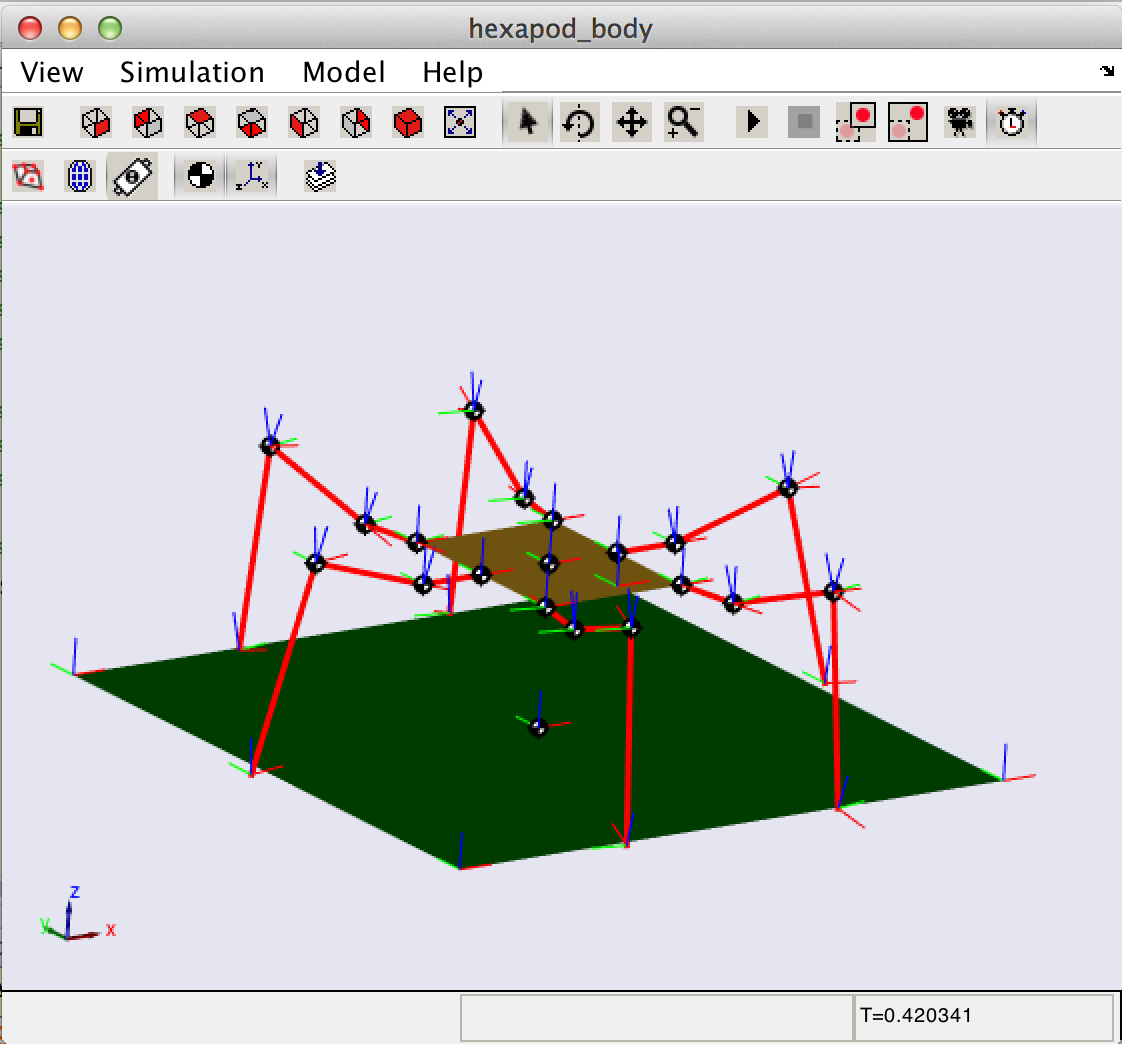 hexapod_body
View Simulation Model Help
z
y
x
T=0.420341